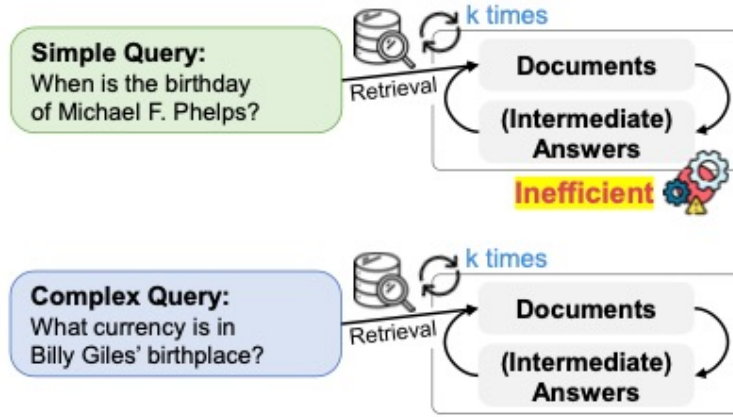 k times
Simple Query:
When is the birthday
of Michael F. Phelps?
Retrieval
Documents
(Intermediate)
Answers
Inefficient
k times
Complex Query:
What currency is in
Billy Giles’ birthplace?
Retrieval
Documents
(Intermediate)
Answers